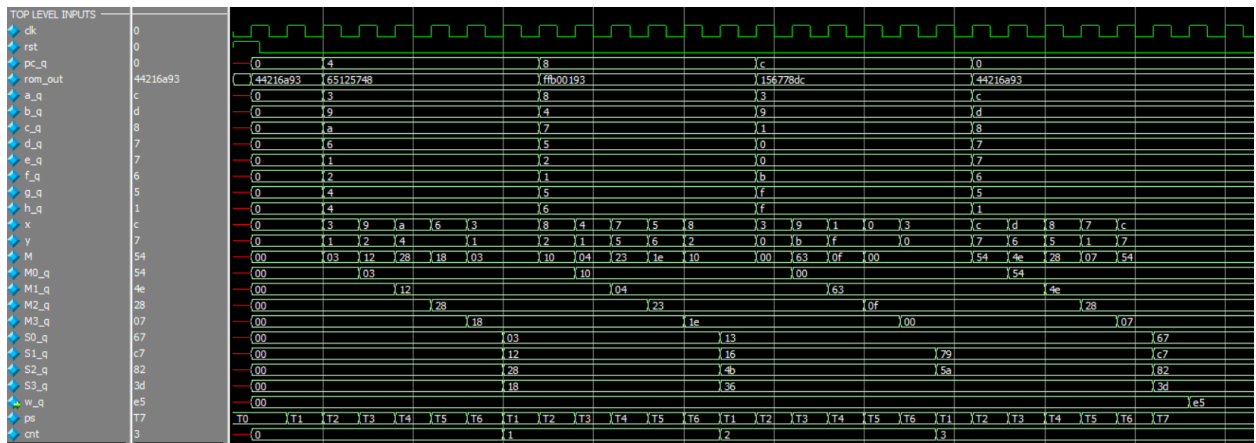 TOP LEVEL INPUTS
clk 0
rst 0
pc_q 0 0 4 8 c 0
rom_out 44216a93 44216a93 65125748 ffb00193 156778dc 44216a93
a_q c 0 3 8 3 c
b_q d 0 9 4 9 d
c_q 8 0 a 7 1 8
d_q 7 0 6 5 0 7
e_q 7 0 1 2 0 7
f_q 6 0 2 1 b 6
g_q 5 0 4 5 f 5
h_q 1 0 4 6 f 1
x c 0 3 9 a 6 3 8 4 7 5 8 3 9 1 0 3 c d 8 7 c
y 7 0 1 2 4 1 2 1 5 6 2 0 b f 0 7 6 5 1 7
M 54 00 03 12 28 18 03 10 04 23 1e 10 00 63 0f 00 54 4e 28 07 54
M0_q 54 00 03 10 00 54
M1_q 4e 00 12 04 63 4e
M2_q 28 00 28 23 0f 28
M3_q 07 00 18 1e 00 07
S0_q 67 00 03 13 67
S1_q c7 00 12 16 79 c7
S2_q 82 00 28 4b 5a 82
S3_q 3d 00 18 36 3d
w_q e5 00 e5
ps T7 T0 T1 T2 T3 T4 T5 T6 T1 T2 T3 T4 T5 T6 T1 T2 T3 T4 T5 T6 T1 T2 T3 T4 T5 T6 T7
cnt 3 0 1 2 3